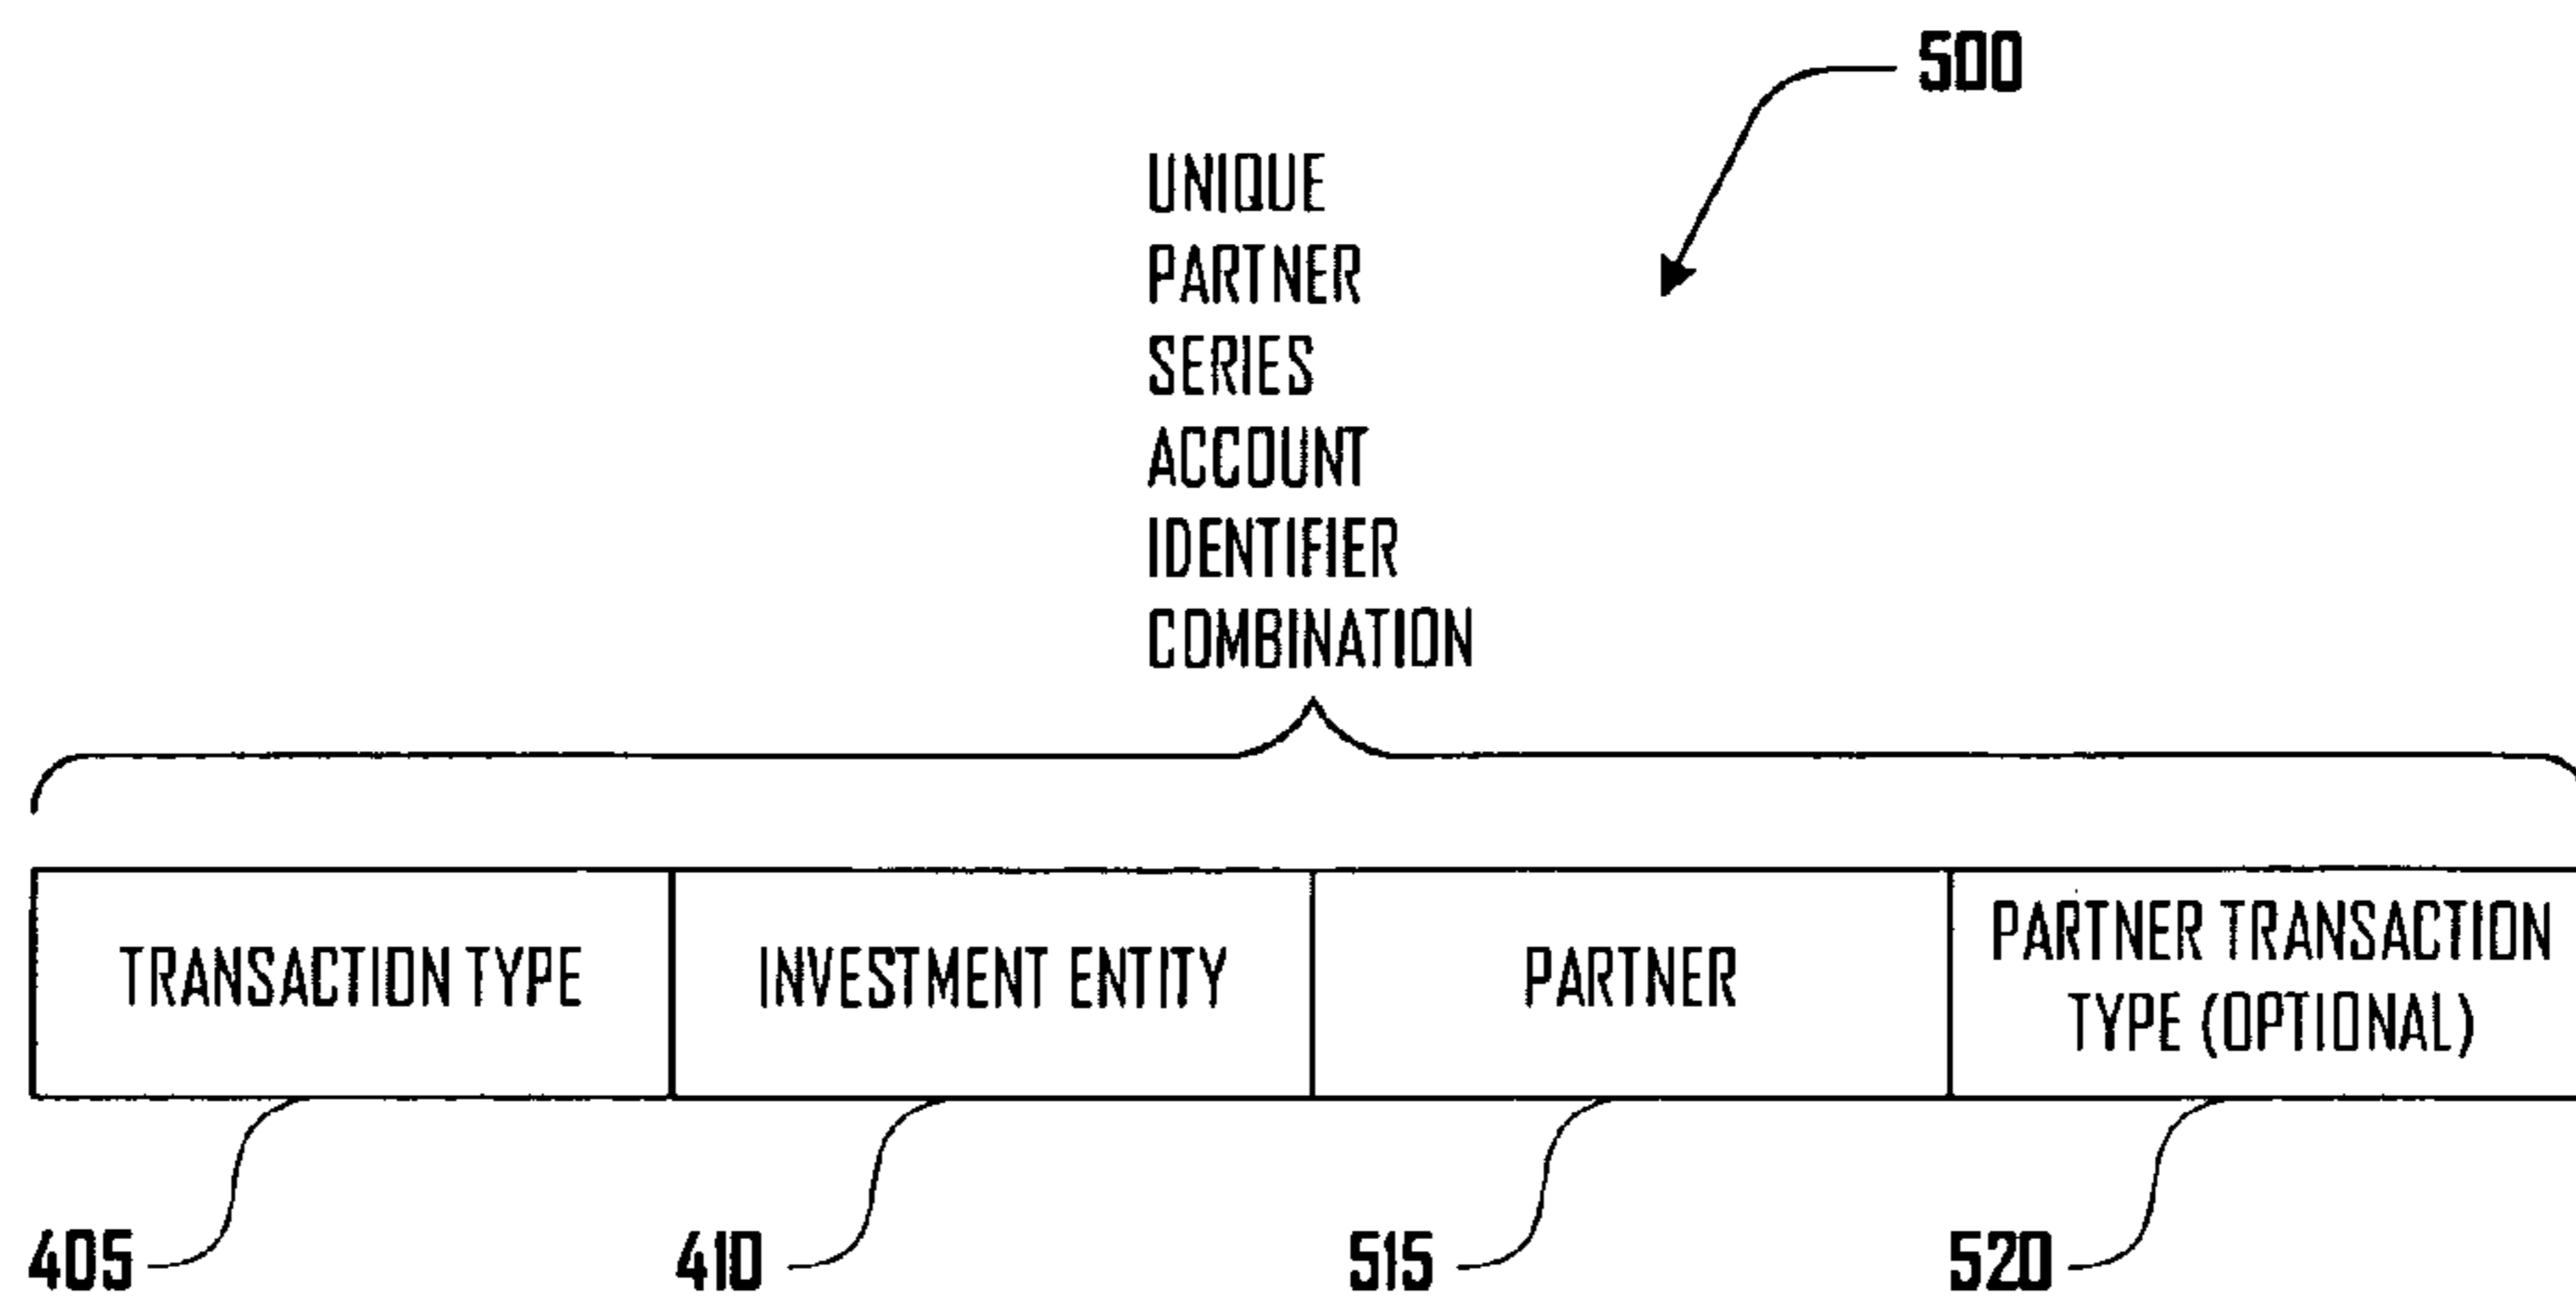 500
UNIQUE
PARTNER
SERIES
ACCOUNT
IDENTIFIER
COMBINATION
TRANSACTION TYPE
INVESTMENT ENTITY
PARTNER
PARTNER TRANSACTION
TYPE (OPTIONAL)
405
410
515
520